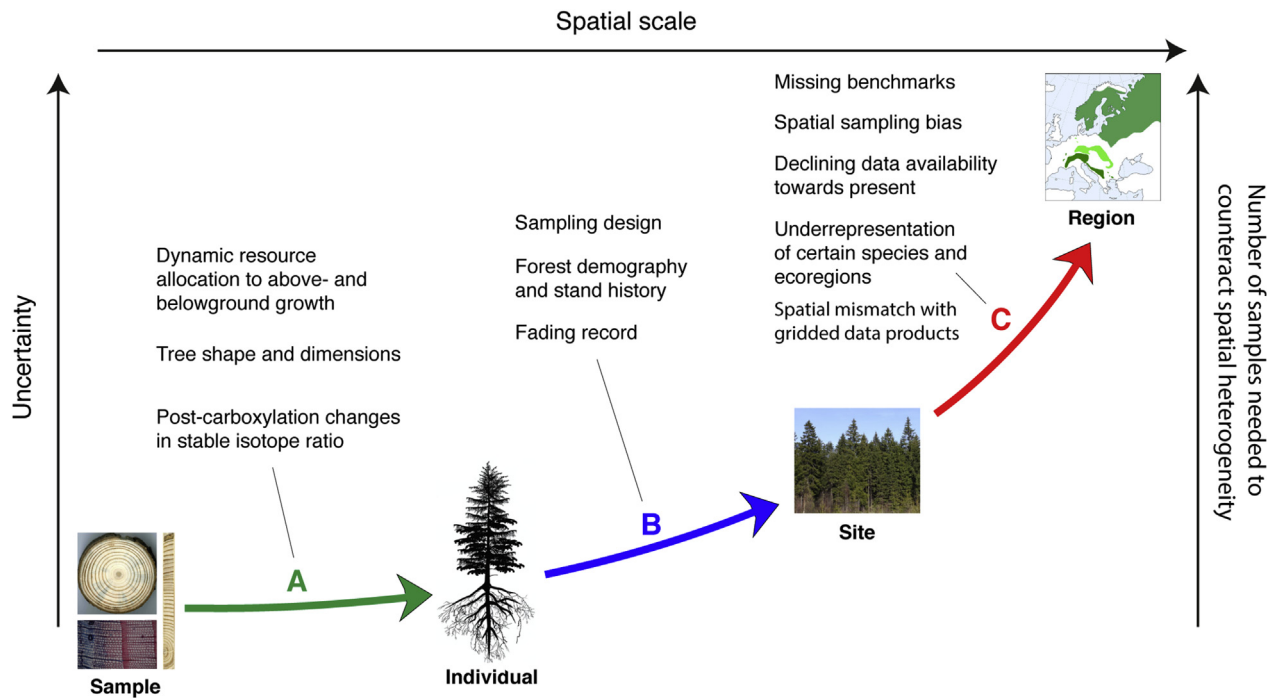 Spatial scale
Uncertainty
Dynamic resource
allocation to above- and
belowground growth
Tree shape and dimensions
Post-carboxylation changes
in stable isotope ratio
A
Sample
Individual
Sampling design
Forest demography
and stand history
Fading record
B
Site
Missing benchmarks
Spatial sampling bias
Declining data availability
towards present
Underrepresentation
of certain species and
ecoregions
Spatial mismatch with
gridded data products
C
Region
Number of samples needed to
counteract spatial heterogeneity